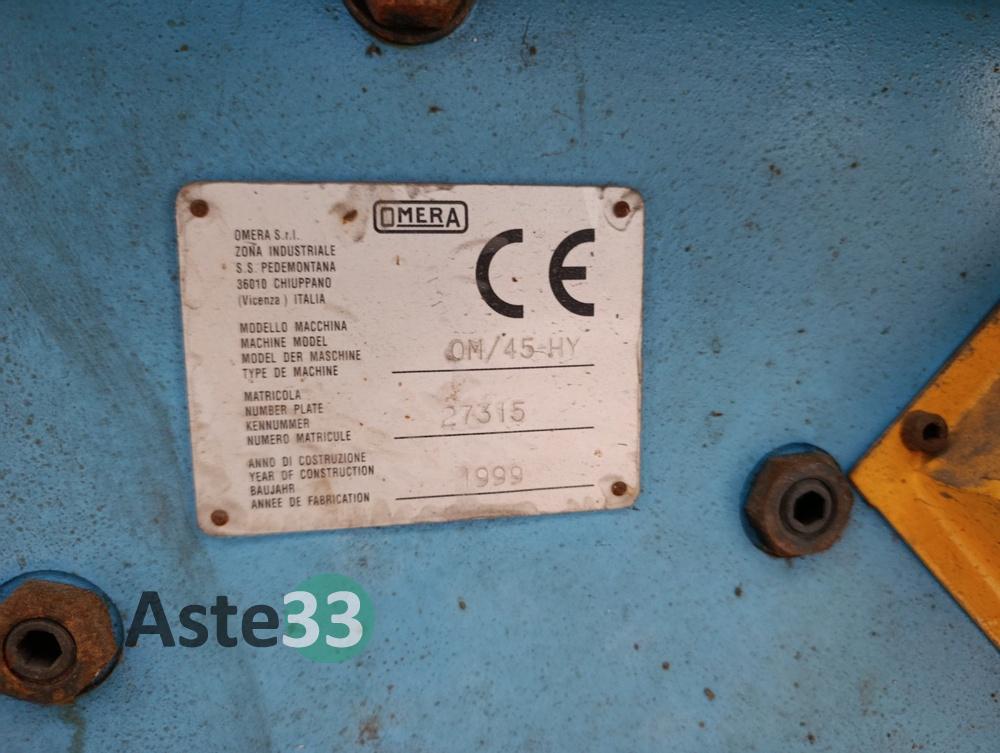 OMERA
OMERA S.r.l.
ZONA INDUSTRIALE
S.S. PEDEMONTANA
36010 CHIUPPANO
(Vicenza) ITALIA
CE
MODELLO MACCHINA
MACHINE MODEL
MODEL DER MASCHINE
TYPE DE MACHINE
OM/45-HY
MATRICOLA
NUMBER PLATE
KENNUMMER
NUMERO MATRICULE
27315
ANNO DI COSTRUZIONE
YEAR OF CONSTRUCTION
BAUJAHR
ANNEE DE FABRICATION
1999
Aste33